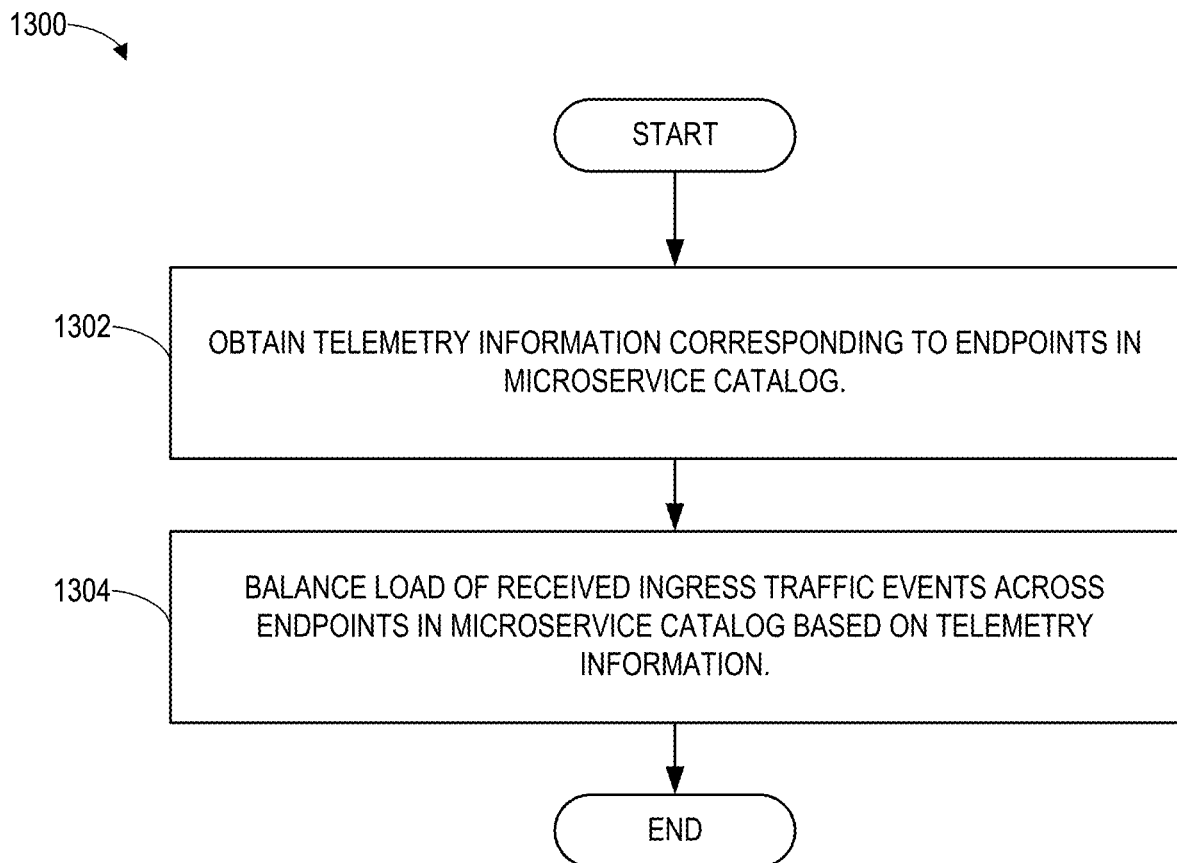 1300
START
1302
OBTAIN TELEMETRY INFORMATION CORRESPONDING TO ENDPOINTS IN
MICROSERVICE CATALOG.
1304
BALANCE LOAD OF RECEIVED INGRESS TRAFFIC EVENTS ACROSS
ENDPOINTS IN MICROSERVICE CATALOG BASED ON TELEMETRY
INFORMATION.
END